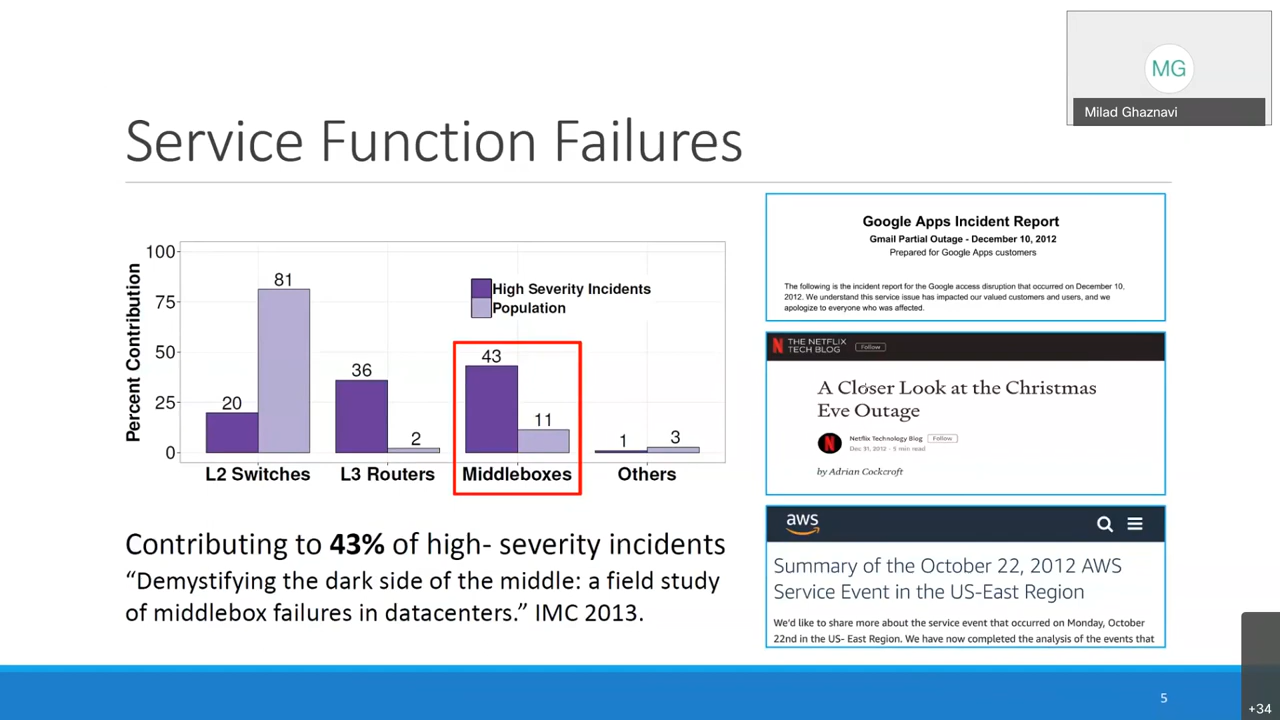 MG
Milad Ghaznavi
Service Function Failures
Percent Contribution
100
75
50
25
0
High Severity Incidents
Population
20
81
36
2
43
11
1
3
L2 Switches
L3 Routers
Middleboxes
Others
Contributing to 43% of high- severity incidents
“Demystifying the dark side of the middle: a field study
of middlebox failures in datacenters.” IMC 2013.
Google Apps Incident Report
Gmail Partial Outage - December 10, 2012
Prepared for Google Apps customers
The following is the incident report for the Google access disruption that occurred on December 10,
2012. We understand this service issue has impacted our valued customers and users, and we
apologize to everyone who was affected.
THE NETFLIX
TECH BLOG
Follow
A Closer Look at the Christmas
Eve Outage
Netflix Technology Blog Follow
Dec 31, 2012 · 5 min read
by Adrian Cockcroft
aws
Summary of the October 22, 2012 AWS
Service Event in the US-East Region
We’d like to share more about the service event that occurred on Monday, October
22nd in the US- East Region. We have now completed the analysis of the events that
5
+34